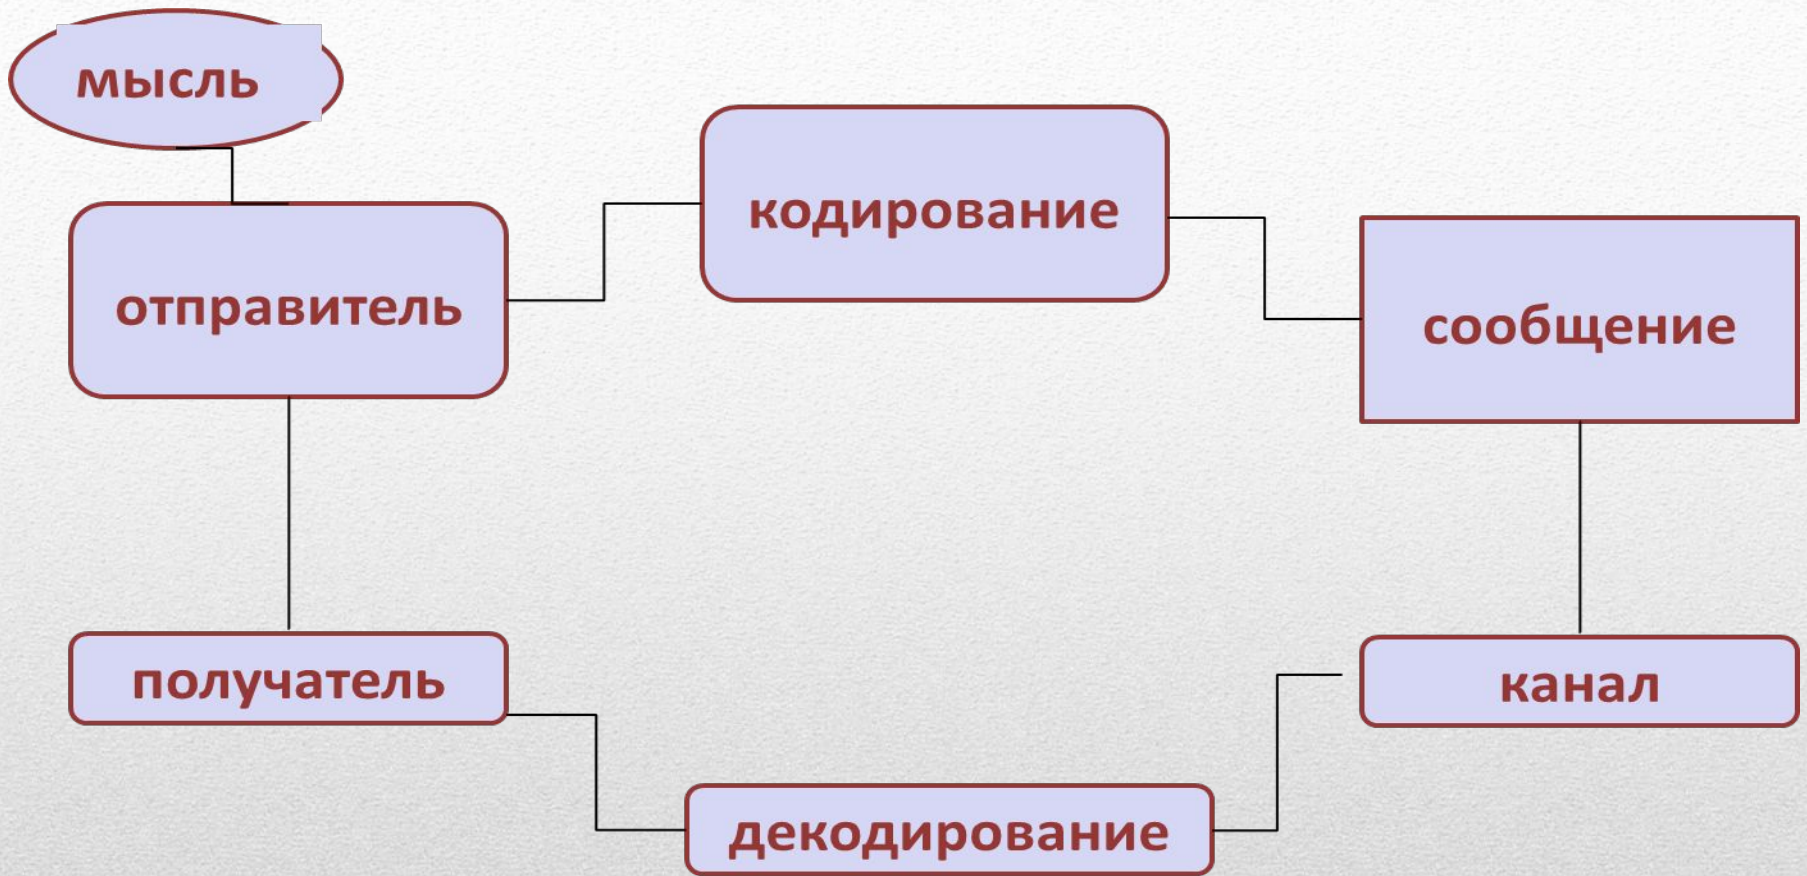 мысль
кодирование
отправитель
сообщение
получатель
канал
декодирование